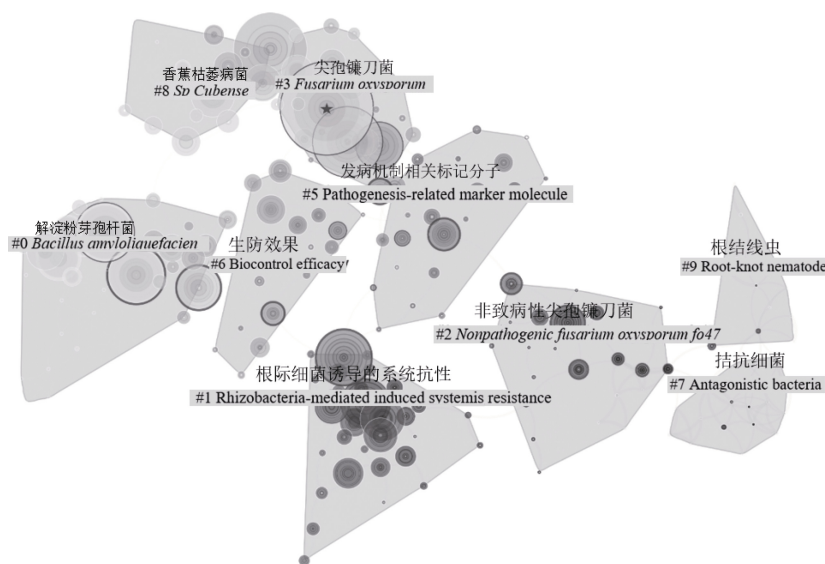 香蕉枯萎病菌
#8 Sp Cubense
尖孢镰刀菌
#3 Fusarium oxysporum
发病机制相关标记分子
#5 Pathogenesis-related marker molecule
解淀粉芽孢杆菌
#0 Bacillus amyloliquefacien
生防效果
#6 Biocontrol efficacy
根结线虫
#9 Root-knot nematode
非致病性尖孢镰刀菌
#2 Nonpathogenic fusarium oxysporum fo47
拮抗细菌
#7 Antagonistic bacteria
根际细菌诱导的系统抗性
#1 Rhizobacteria-mediated induced systemis resistance